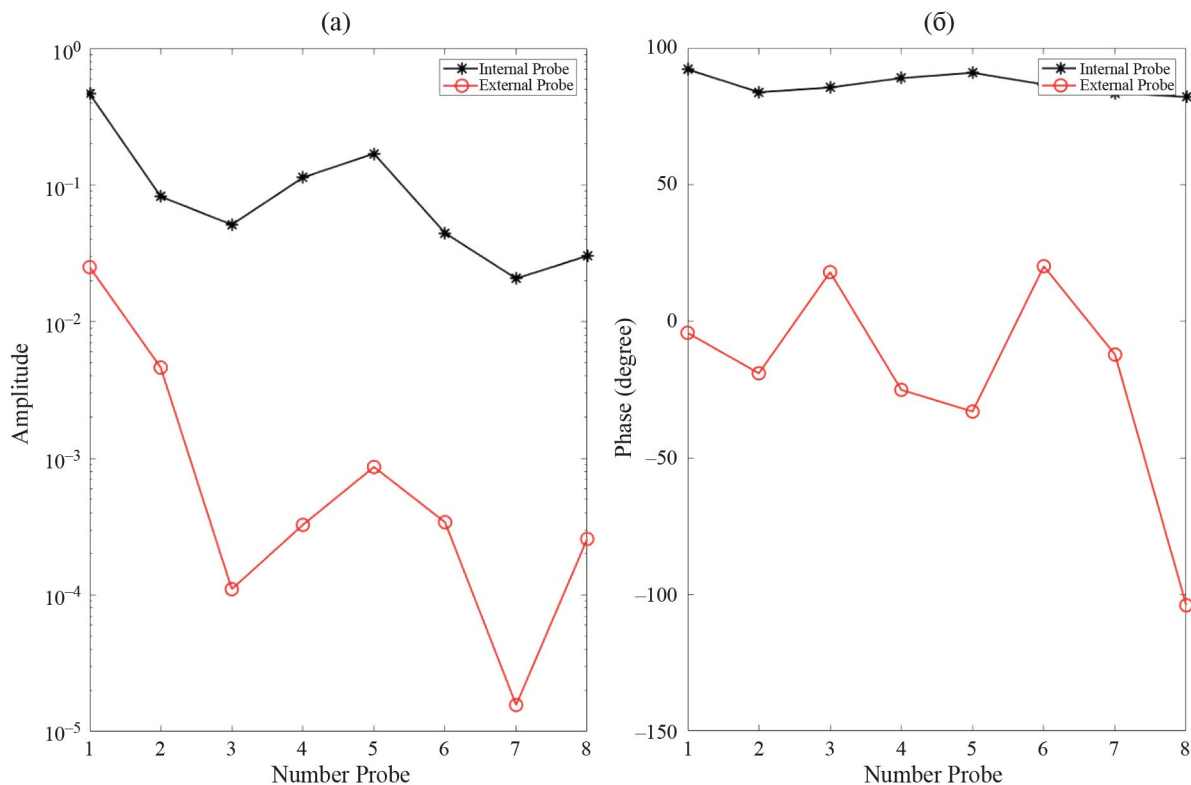 (а)
10⁰
10⁻¹
10⁻²
10⁻³
10⁻⁴
10⁻⁵
Amplitude
Internal Probe
External Probe
1 2 3 4 5 6 7 8
Number Probe
(б)
100
50
0
–50
–100
–150
Phase (degree)
Internal Probe
External Probe
1 2 3 4 5 6 7 8
Number Probe